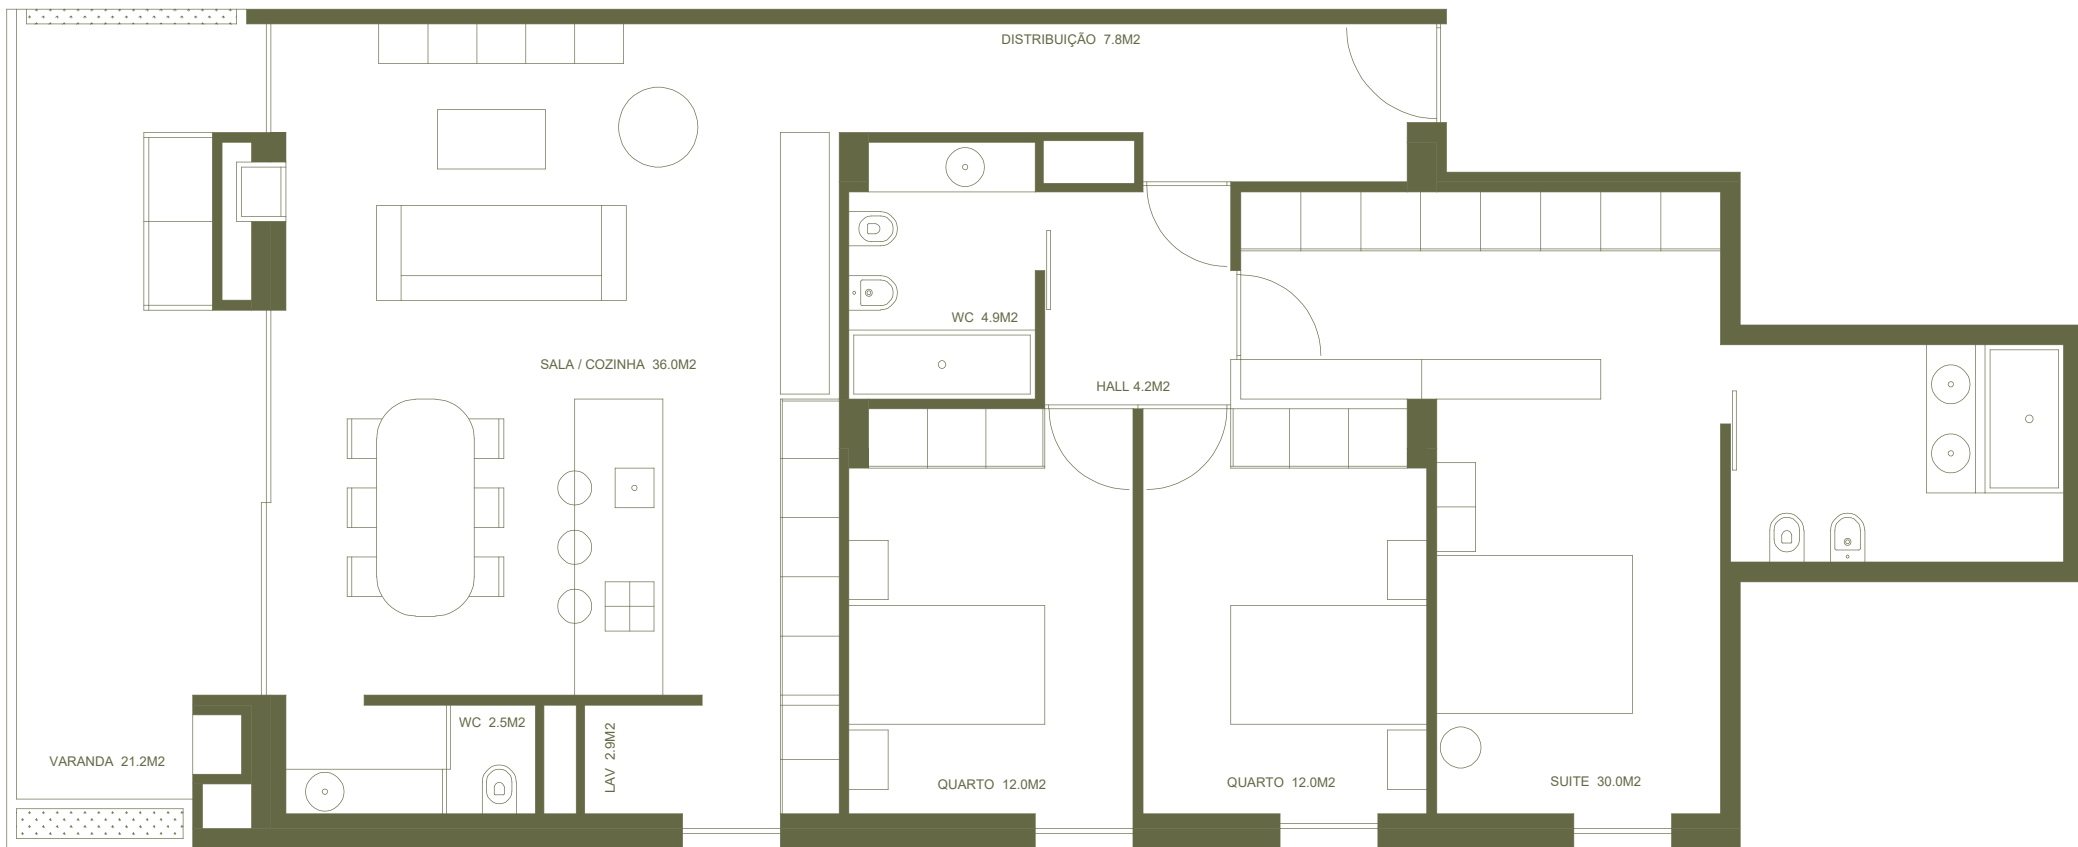 DISTRIBUIÇÃO 7.8M2
WC 4.9M2
SALA / COZINHA 36.0M2
HALL 4.2M2
WC 2.5M2
LAV 2.9M2
VARANDA 21.2M2
QUARTO 12.0M2
QUARTO 12.0M2
SUITE 30.0M2